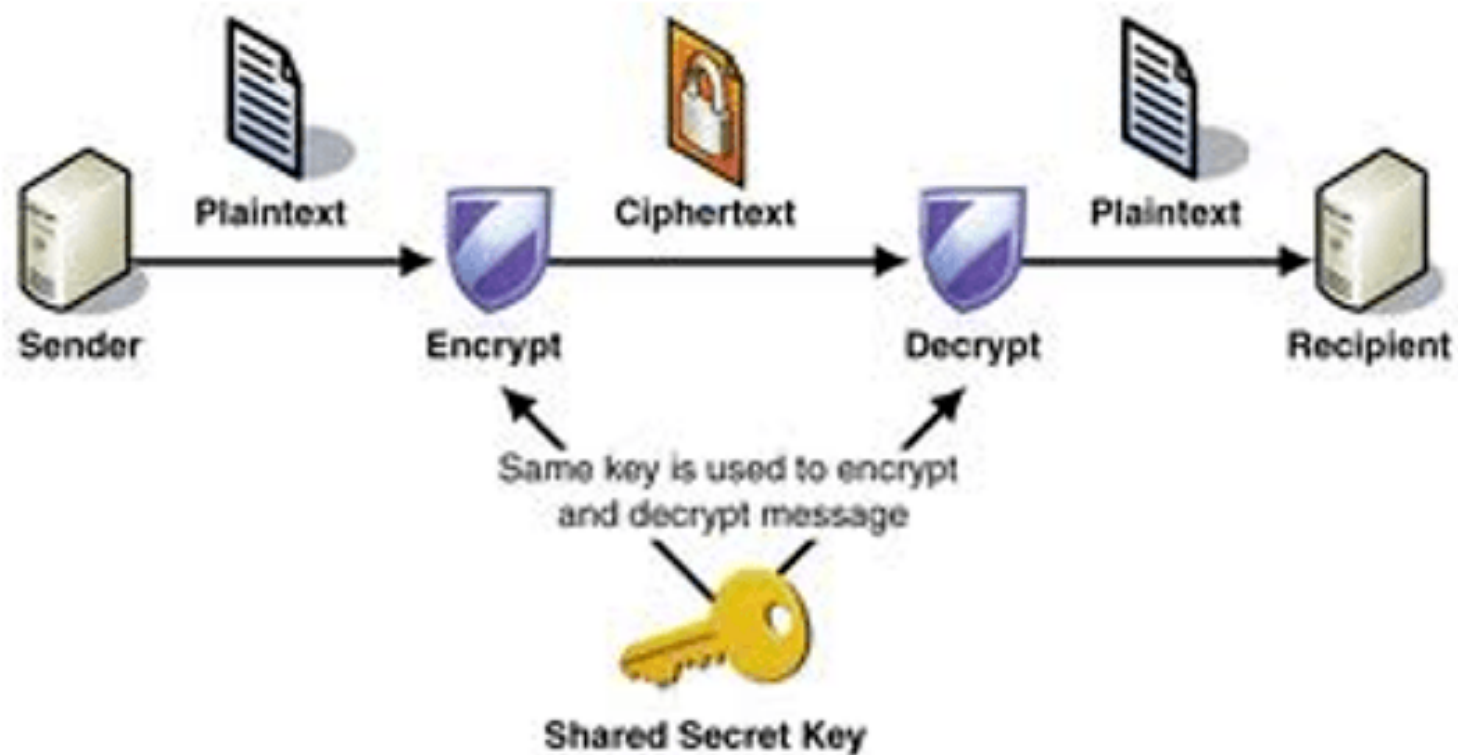 Plaintext
Ciphertext
Plaintext
Sender
Encrypt
Decrypt
Recipient
Same key is used to encrypt
and decrypt message
Shared Secret Key